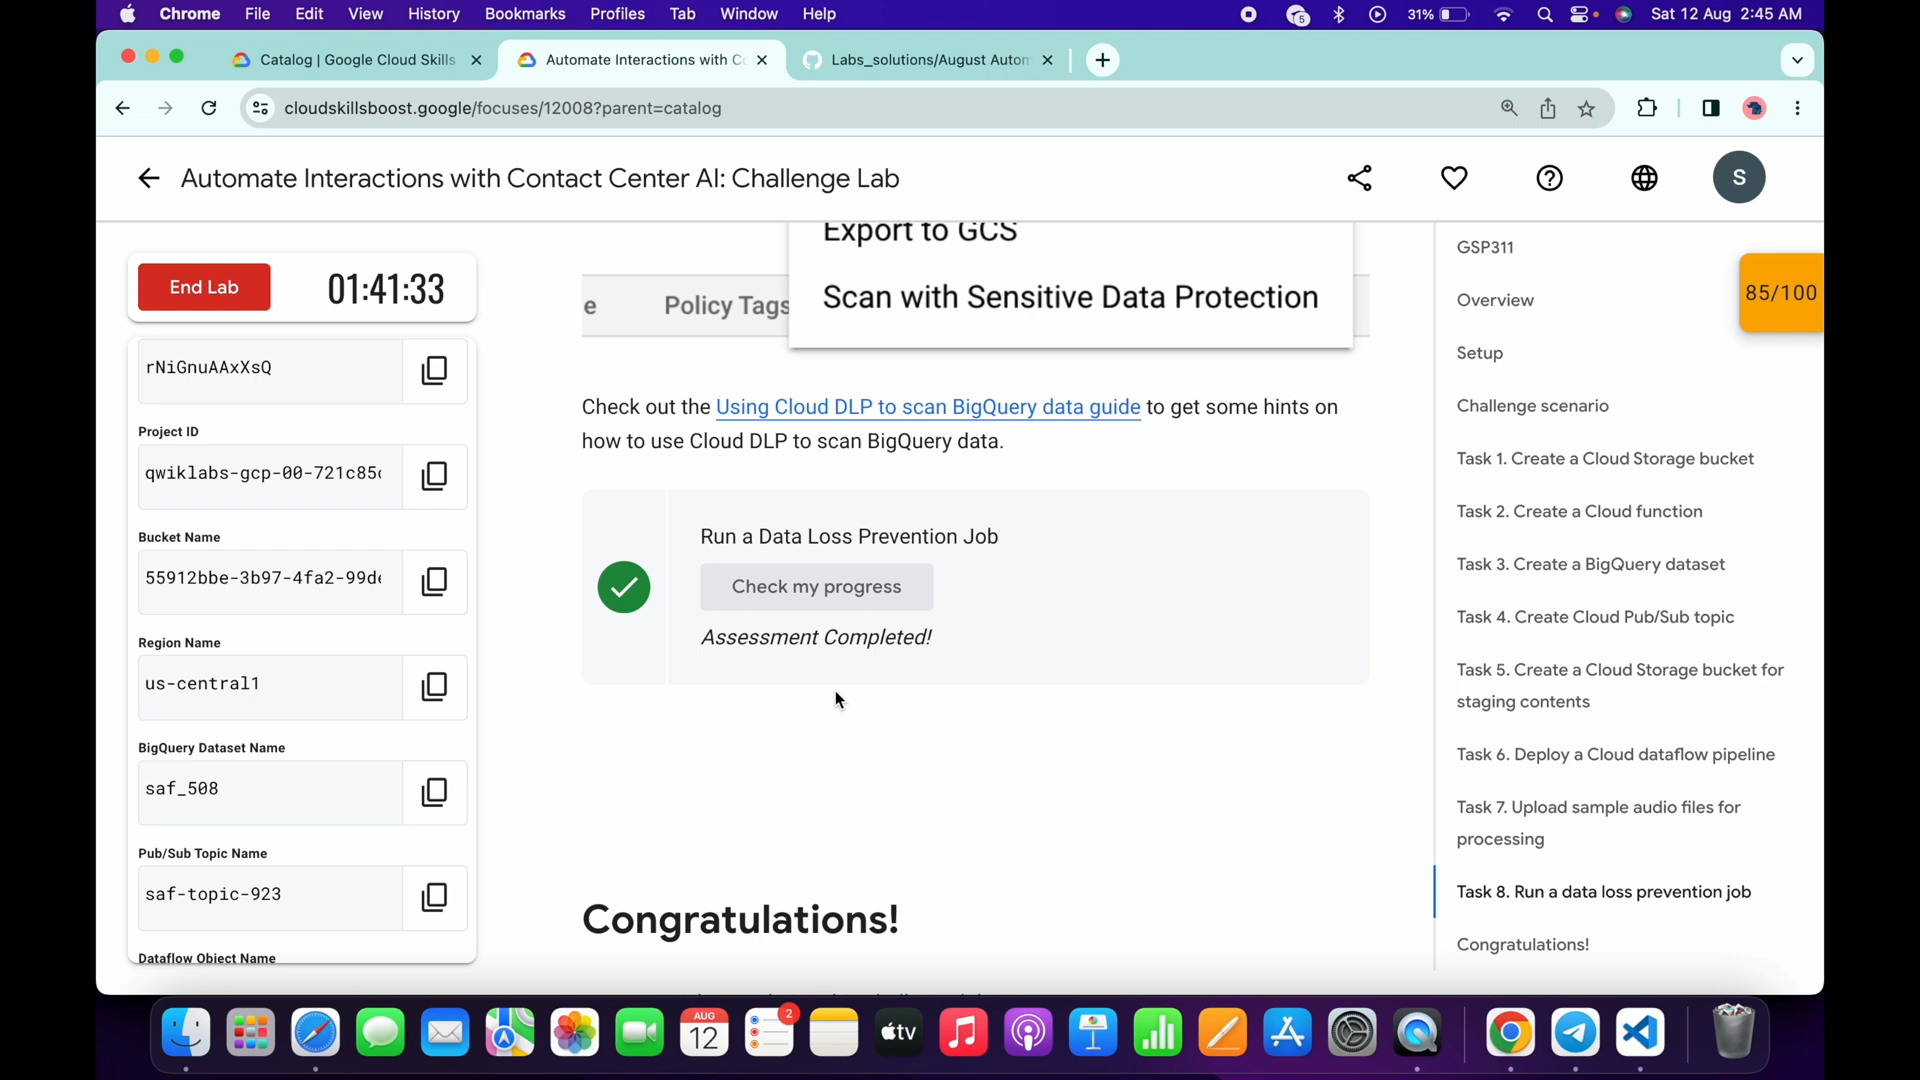 Chrome File Edit View History Bookmarks Profiles Tab Window Help
5 31% Sat 12 Aug 2:45 AM
Catalog | Google Cloud Skills
Automate Interactions with Co
Labs_solutions/August Autom
cloudskillsboost.google/focuses/12008?parent=catalog
Automate Interactions with Contact Center AI: Challenge Lab
S
End Lab
01:41:33
rNiGnuAAxXsQ
Project ID
qwiklabs-gcp-00-721c85
Bucket Name
55912bbe-3b97-4fa2-99d
Region Name
us-central1
BigQuery Dataset Name
saf_508
Pub/Sub Topic Name
saf-topic-923
Dataflow Object Name
Export to GCS
Scan with Sensitive Data Protection
e Policy Tags
Check out the Using Cloud DLP to scan BigQuery data guide to get some hints on
how to use Cloud DLP to scan BigQuery data.
Run a Data Loss Prevention Job
Check my progress
Assessment Completed!
Congratulations!
GSP311
Overview
Setup
Challenge scenario
Task 1. Create a Cloud Storage bucket
Task 2. Create a Cloud function
Task 3. Create a BigQuery dataset
Task 4. Create Cloud Pub/Sub topic
Task 5. Create a Cloud Storage bucket for
staging contents
Task 6. Deploy a Cloud dataflow pipeline
Task 7. Upload sample audio files for
processing
Task 8. Run a data loss prevention job
Congratulations!
85/100
AUG
12
2
tv